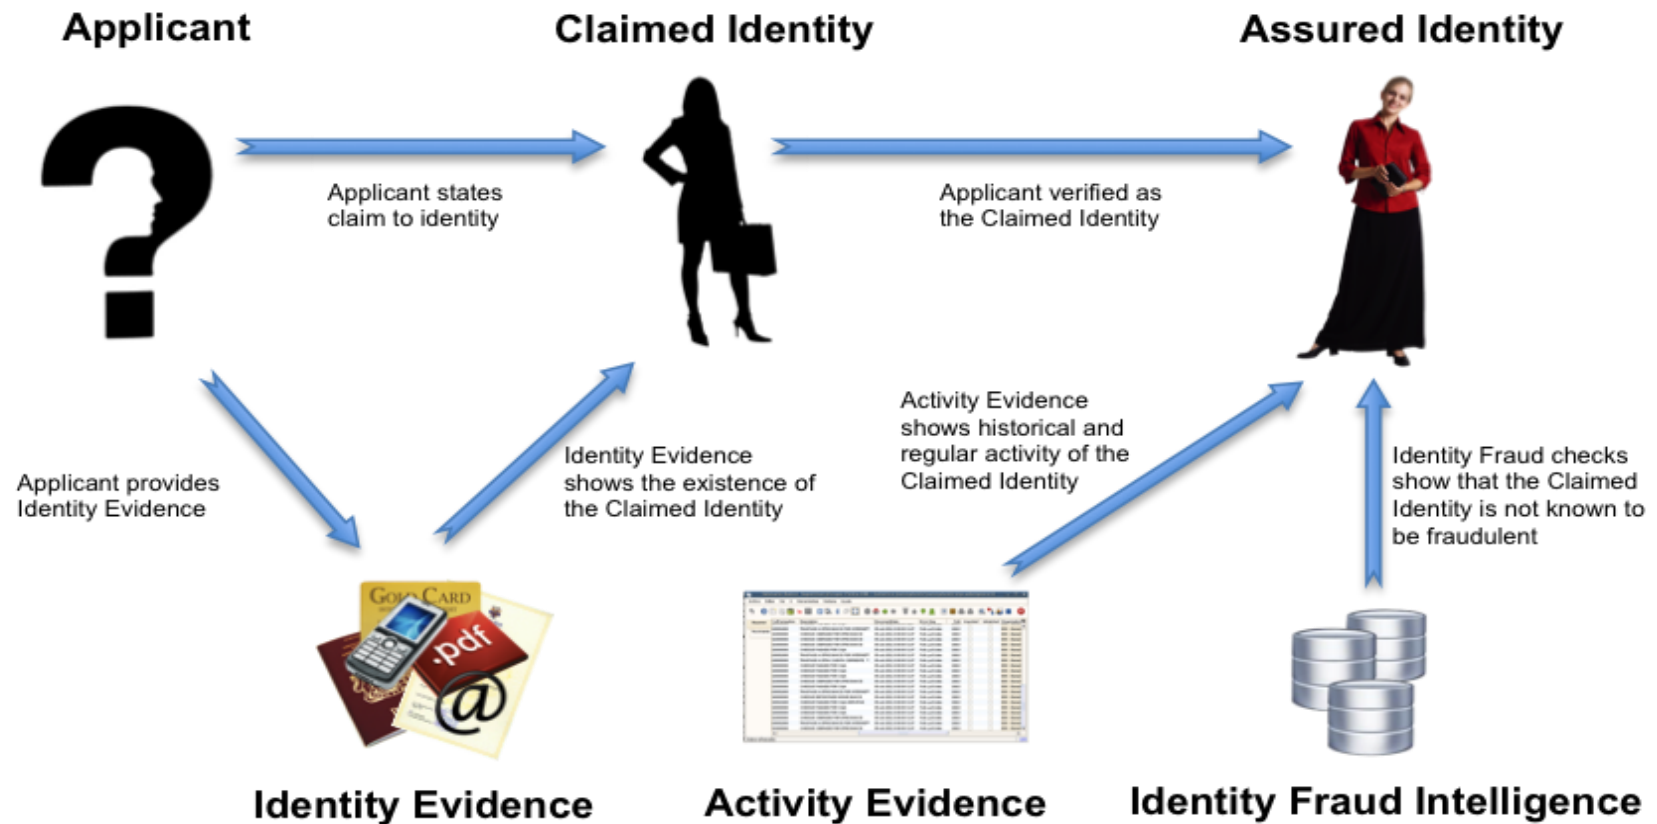 Applicant
Claimed Identity
Assured Identity
Applicant states
claim to identity
Applicant verified as
the Claimed Identity
Applicant provides
Identity Evidence
Identity Evidence
shows the existence of
the Claimed Identity
Activity Evidence
shows historical and
regular activity of the
Claimed Identity
Identity Fraud checks
show that the Claimed
Identity is not known to
be fraudulent
GOLD CARD
.pdf
@
Identity Evidence
Activity Evidence
Identity Fraud Intelligence